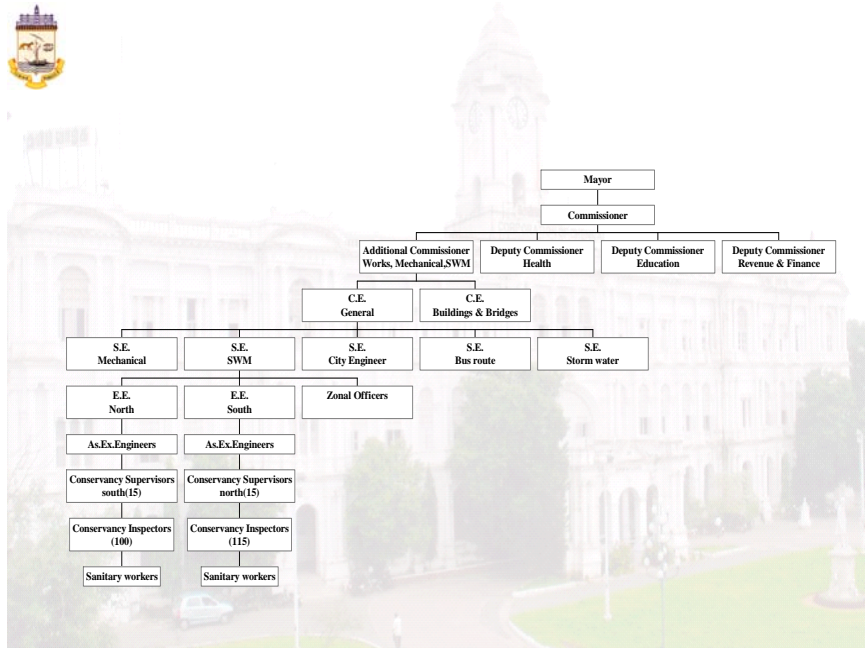 Mayor
Commissioner
Additional Commissioner
Works, Mechanical,SWM
Deputy Commissioner
Health
Deputy Commissioner
Education
Deputy Commissioner
Revenue & Finance
C.E.
General
C.E.
Buildings & Bridges
S.E.
Mechanical
S.E.
SWM
S.E.
City Engineer
S.E.
Bus route
S.E.
Storm water
E.E.
North
E.E.
South
Zonal Officers
As.Ex.Engineers
As.Ex.Engineers
Conservancy Supervisors
south(15)
Conservancy Supervisors
north(15)
Conservancy Inspectors
(100)
Conservancy Inspectors
(115)
Sanitary workers
Sanitary workers